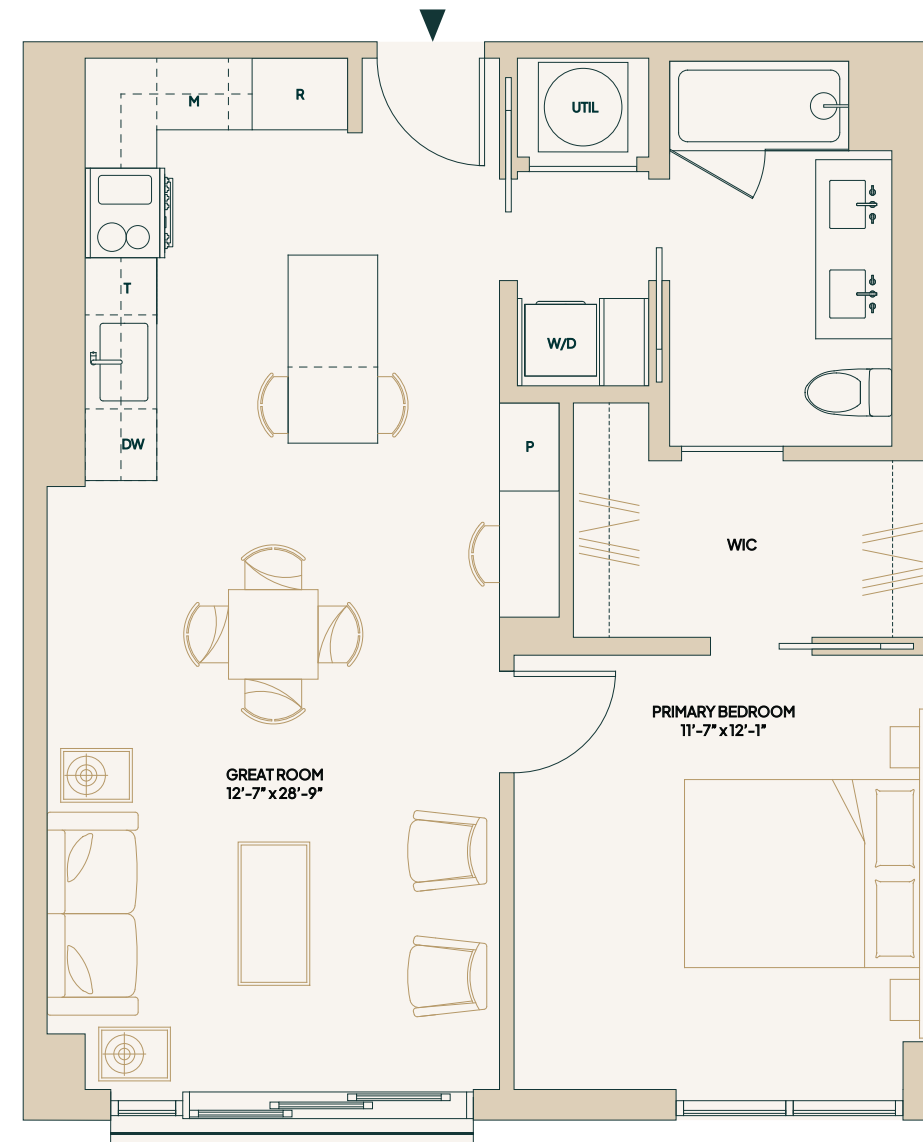 M
R
UTIL
T
W/D
DW
P
WIC
PRIMARY BEDROOM
11'-7" x 12'-1"
GREAT ROOM
12'-7" x 28'-9"